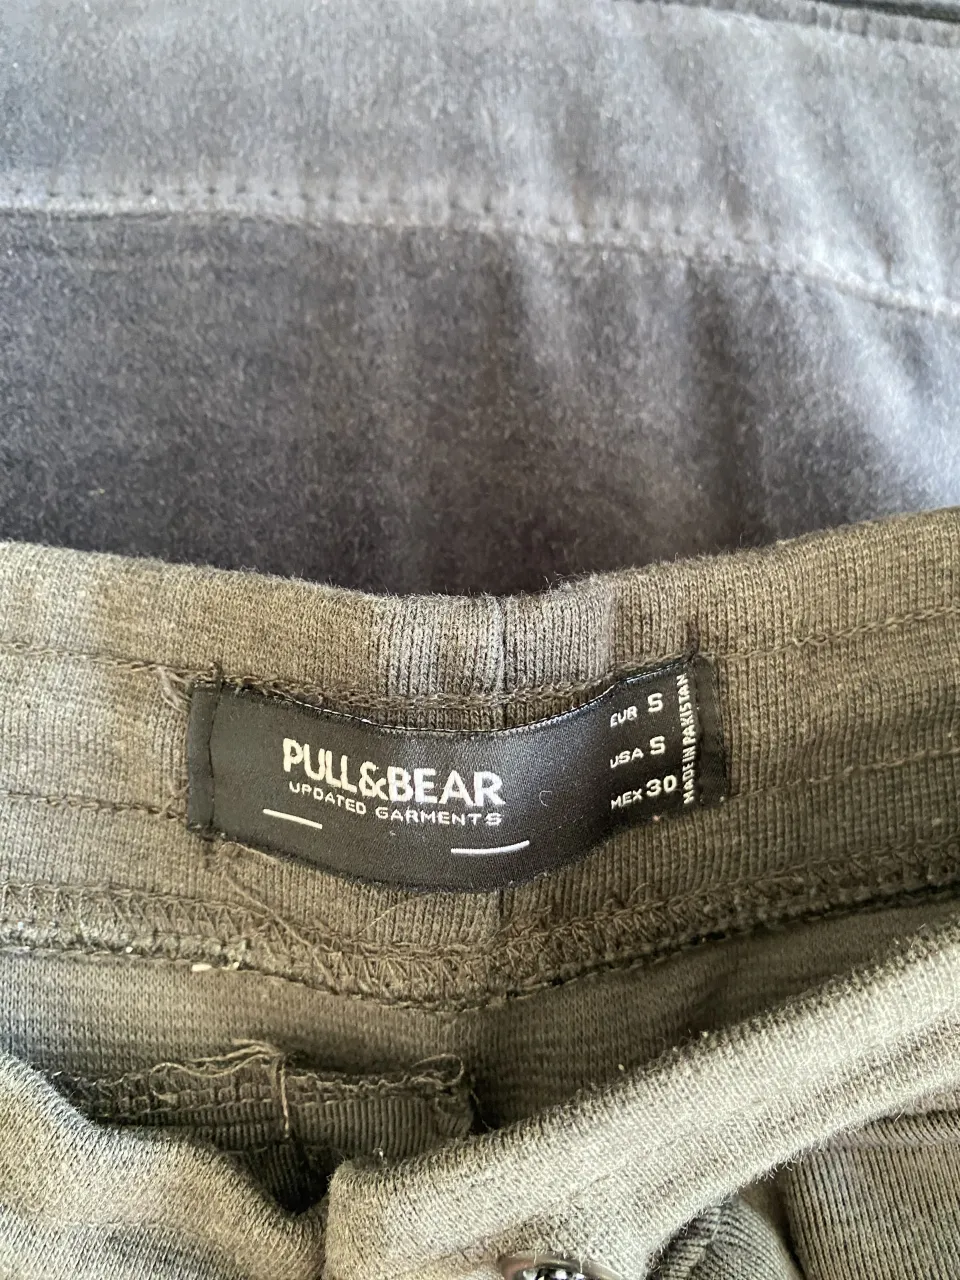 PULL&BEAR
UPDATED GARMENTS
EUR S
USA S
MEX 30
MADE IN PAKISTAN